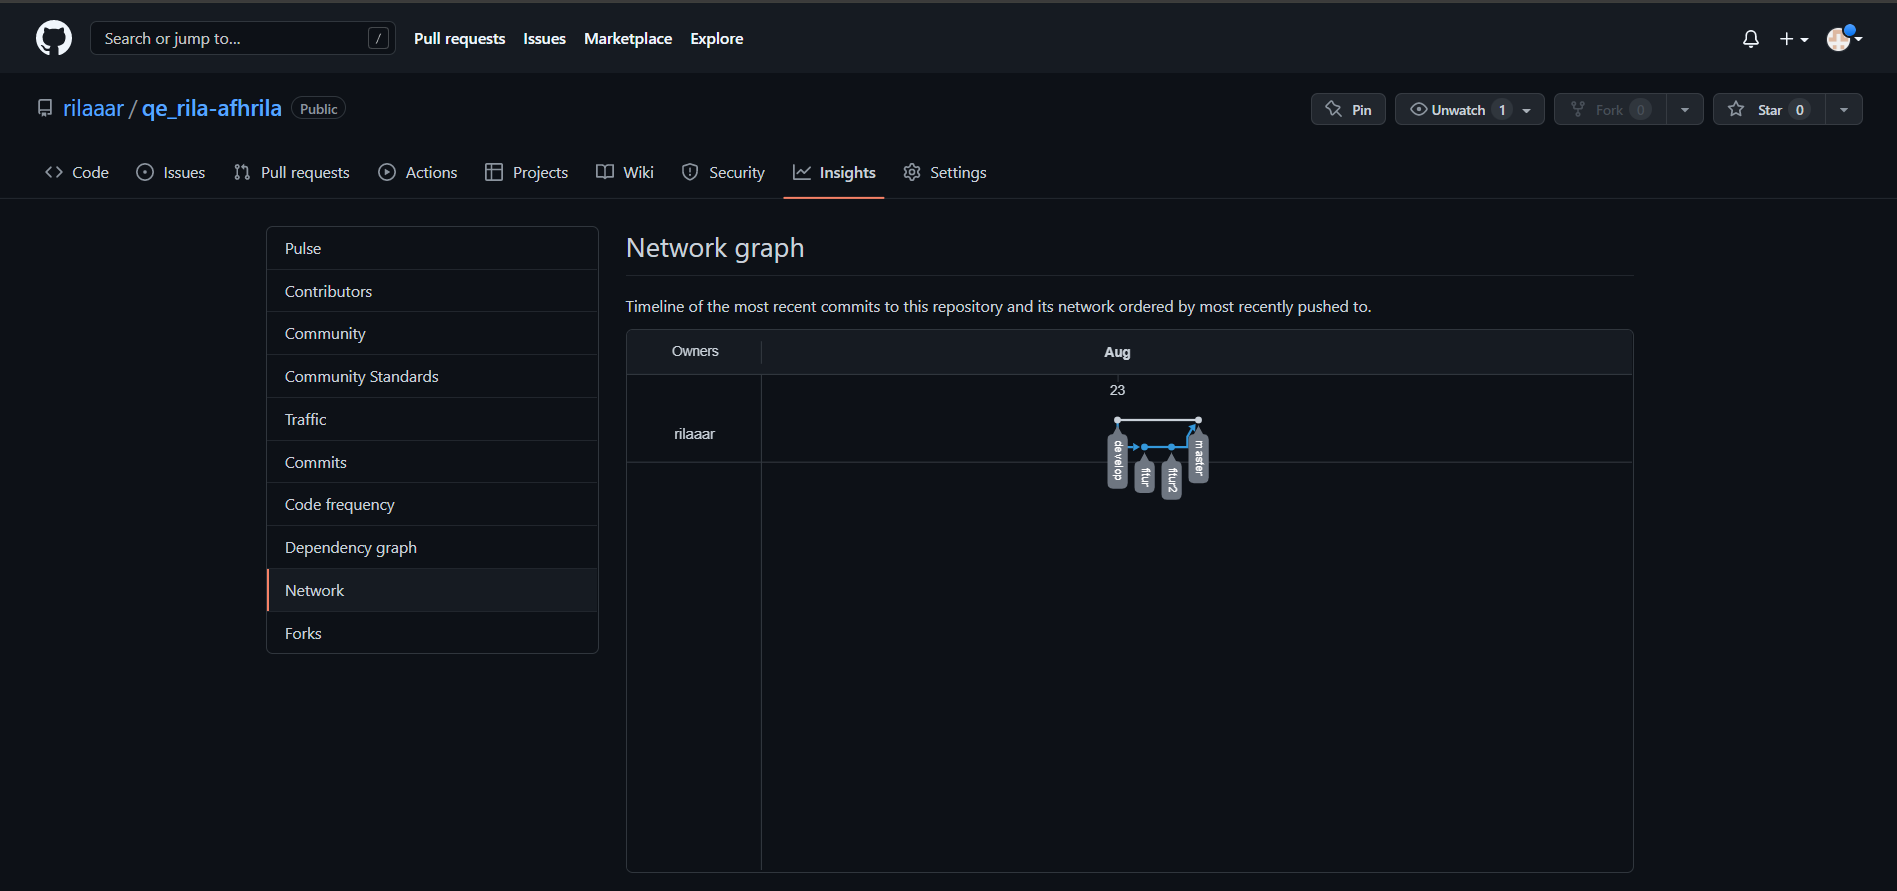 Search or jump to... / Pull requests Issues Marketplace Explore
rilaaar / qe_rila-afhrila Public Pin Unwatch 1 Fork 0 Star 0
Code Issues Pull requests Actions Projects Wiki Security Insights Settings
Pulse
Contributors
Community
Community Standards
Traffic
Commits
Code frequency
Dependency graph
Network
Forks
Network graph
Timeline of the most recent commits to this repository and its network ordered by most recently pushed to.
Owners Aug
23
rilaaar
develop
fitur
fitur2
master